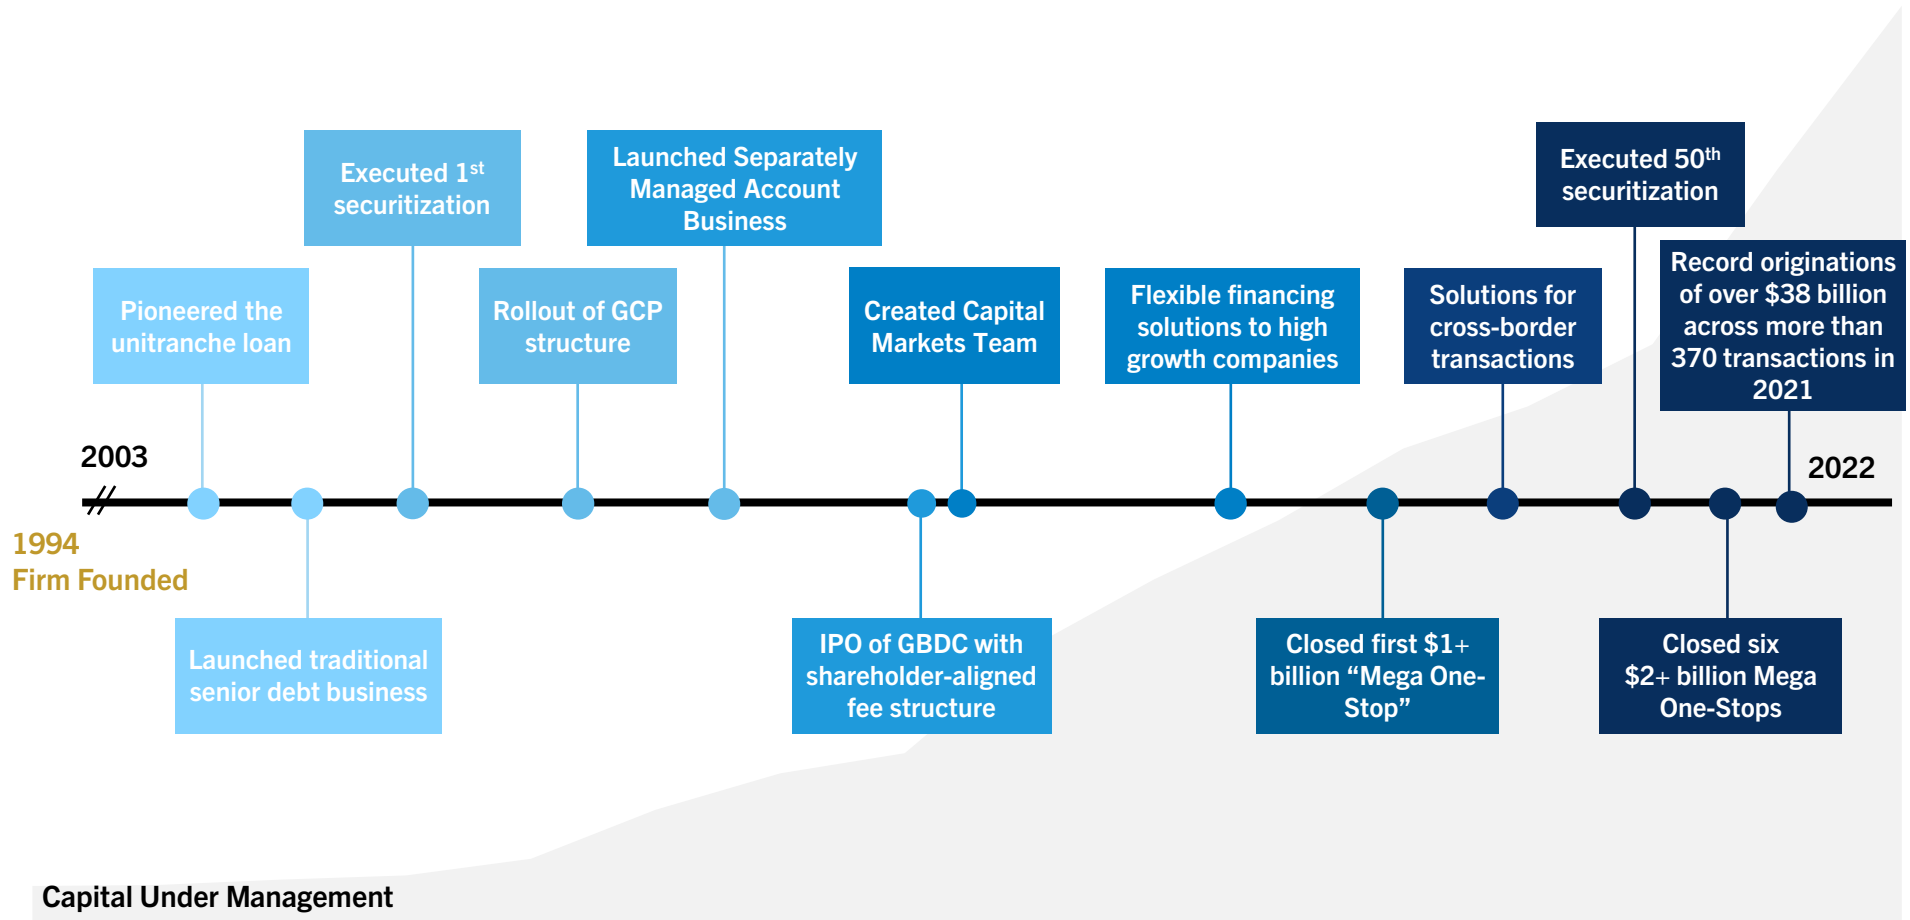 Executed 1st
securitization
Launched Separately
Managed Account
Business
Executed 50th
securitization
Pioneered the
unitranche loan
Rollout of GCP
structure
Created Capital
Markets Team
Flexible financing
solutions to high
growth companies
Solutions for
cross-border
transactions
Record originations
of over $38 billion
across more than
370 transactions in
2021
2003
2022
1994
Firm Founded
Launched traditional
senior debt business
IPO of GBDC with
shareholder-aligned
fee structure
Closed first $1+
billion “Mega One-
Stop”
Closed six
$2+ billion Mega
One-Stops
Capital Under Management